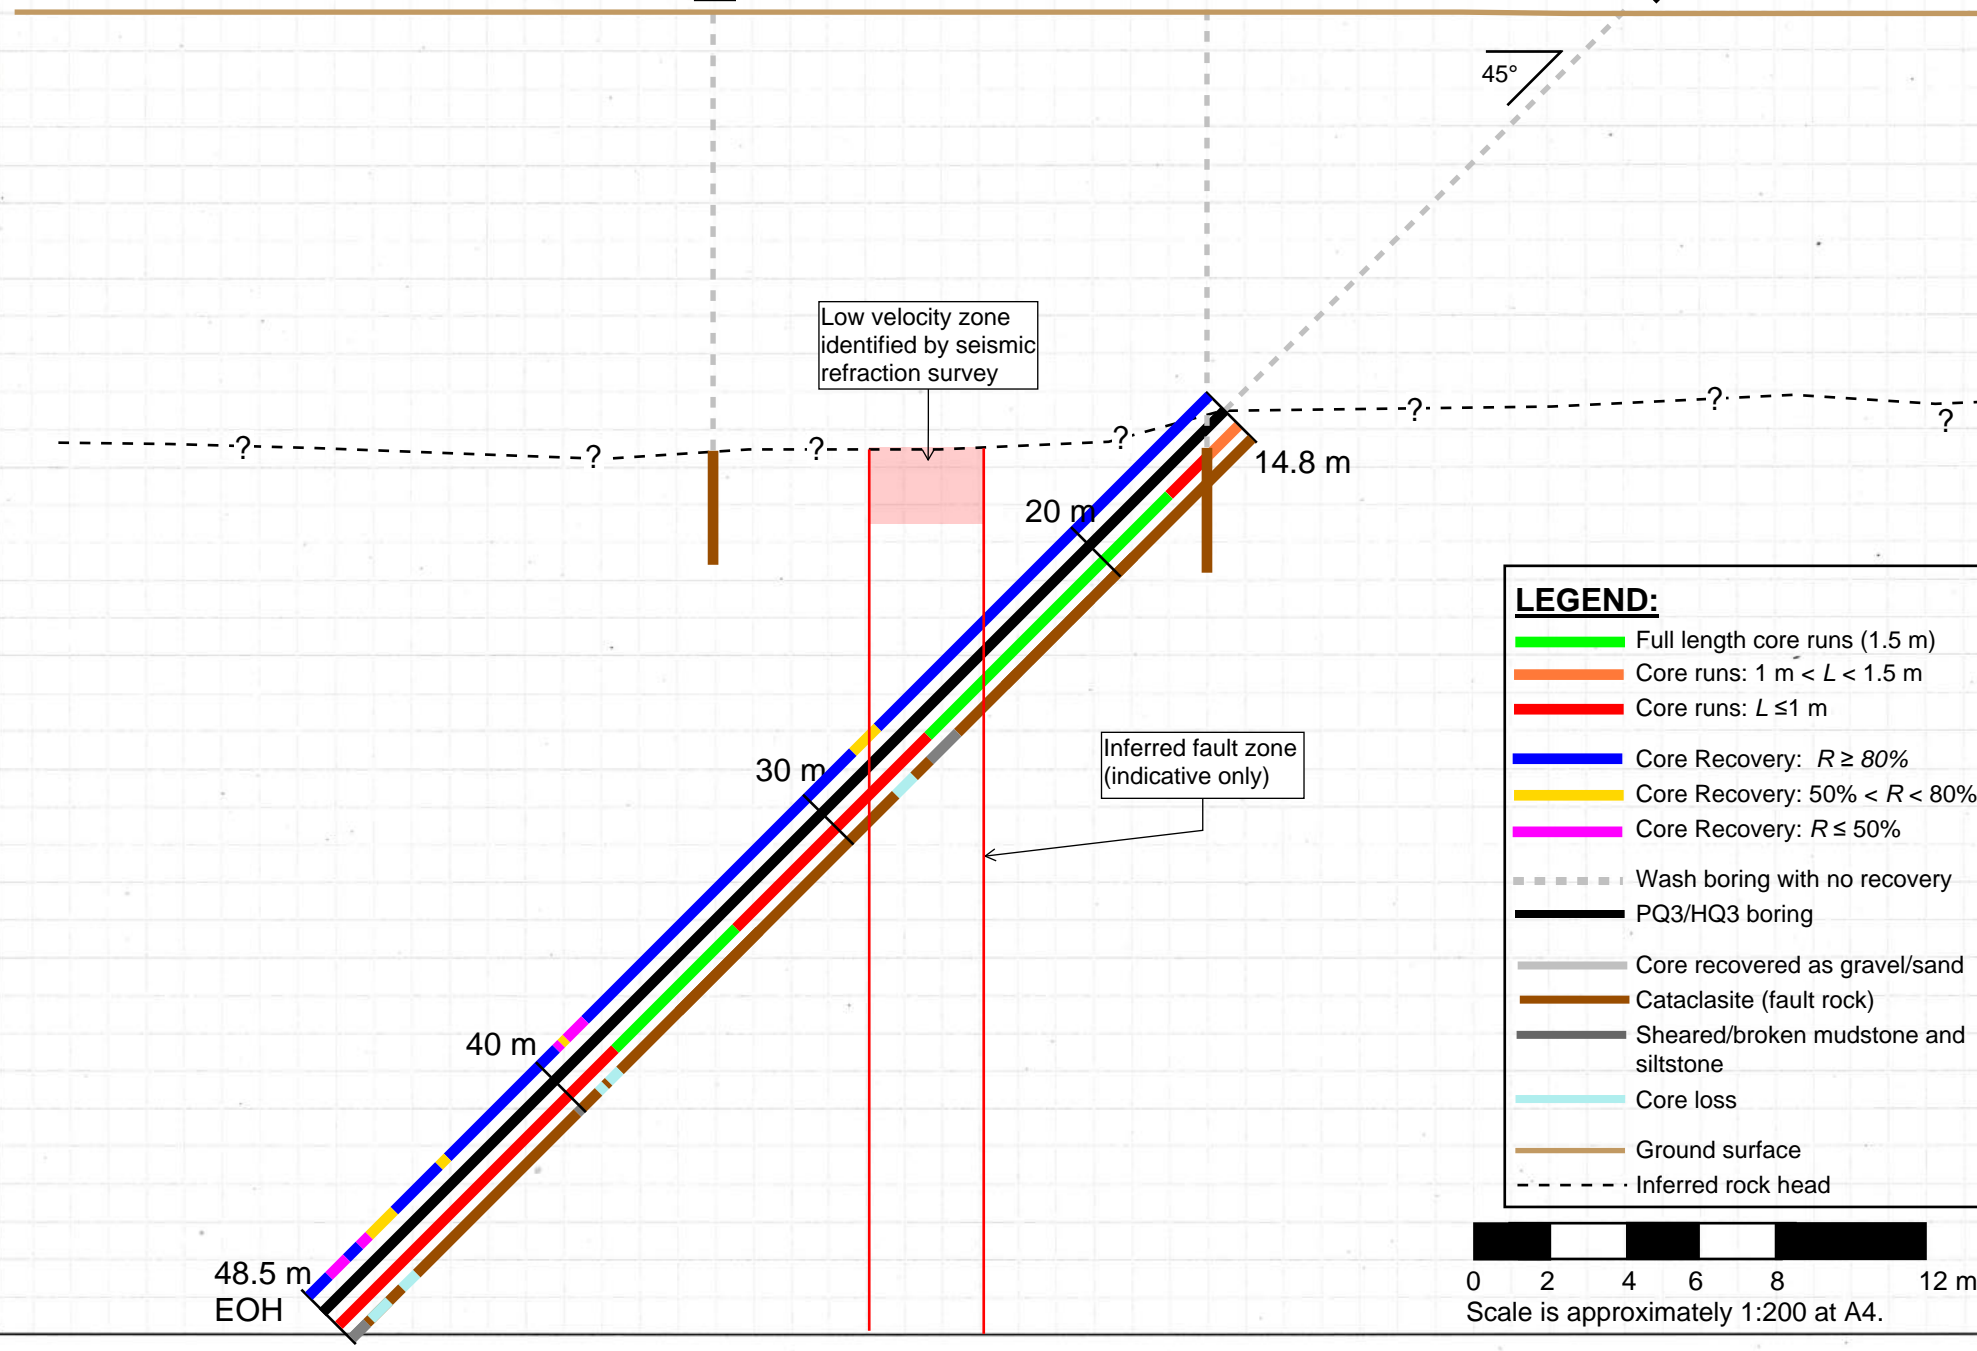 45°
Low velocity zone
identified by seismic
refraction survey
?
?
?
?
?
?
?
14.8 m
20 m
30 m
Inferred fault zone
(indicative only)
40 m
48.5 m
EOH
LEGEND:
Full length core runs (1.5 m)
Core runs: 1 m < L < 1.5 m
Core runs: L ≤1 m
Core Recovery: R ≥ 80%
Core Recovery: 50% < R < 80%
Core Recovery: R ≤ 50%
Wash boring with no recovery
PQ3/HQ3 boring
Core recovered as gravel/sand
Cataclasite (fault rock)
Sheared/broken mudstone and
siltstone
Core loss
Ground surface
Inferred rock head
0 2 4 6 8 12 m
Scale is approximately 1:200 at A4.